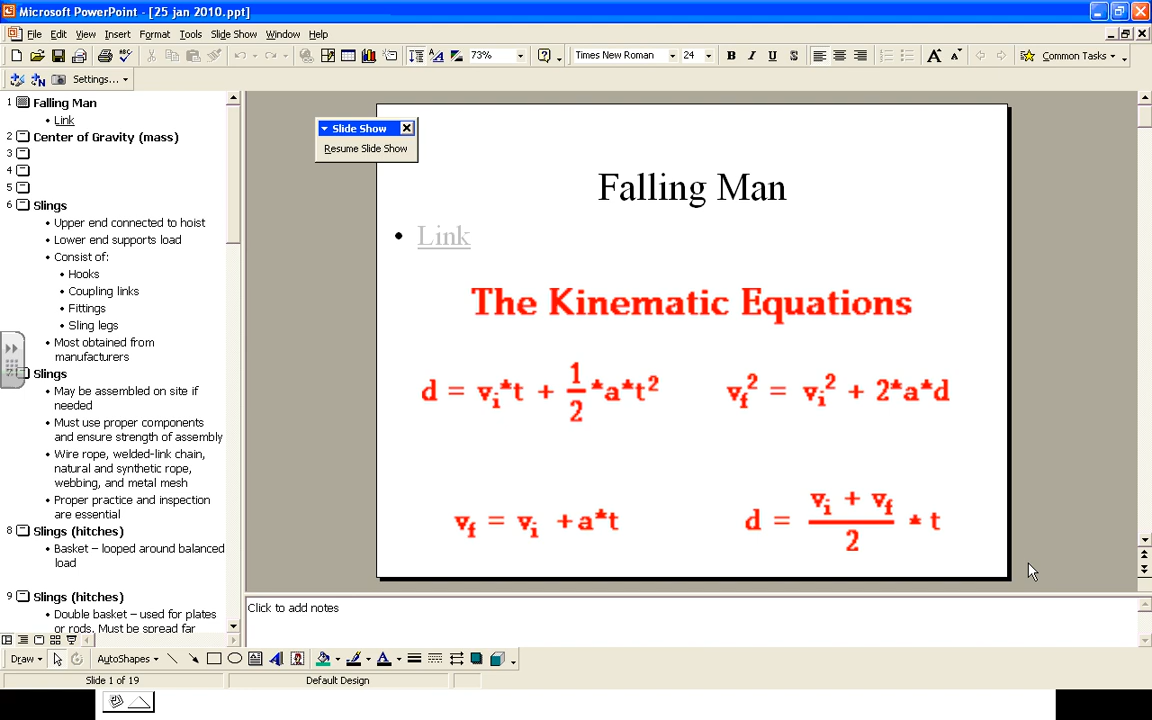 Microsoft PowerPoint - [25 jan 2010.ppt]
File Edit View Insert Format Tools Slide Show Window Help
73% Times New Roman 24 B I U S A A Common Tasks
Settings...
1 Falling Man
• Link
2 Center of Gravity (mass)
3
4
5
6 Slings
• Upper end connected to hoist
• Lower end supports load
• Consist of:
• Hooks
• Coupling links
• Fittings
• Sling legs
• Most obtained from
manufacturers
Slings
• May be assembled on site if
needed
• Must use proper components
and ensure strength of assembly
• Wire rope, welded-link chain,
natural and synthetic rope,
webbing, and metal mesh
• Proper practice and inspection
are essential
8 Slings (hitches)
• Basket – looped around balanced
load
9 Slings (hitches)
• Double basket – used for plates
or rods. Must be spread far
Slide Show
Resume Slide Show
Falling Man
• Link
The Kinematic Equations
d = vᵢ*t + 1/2*a*t² v_f² = vᵢ² + 2*a*d
v_f = vᵢ +a*t d = (vᵢ + v_f)/2 * t
Click to add notes
Draw AutoShapes
Slide 1 of 19 Default Design